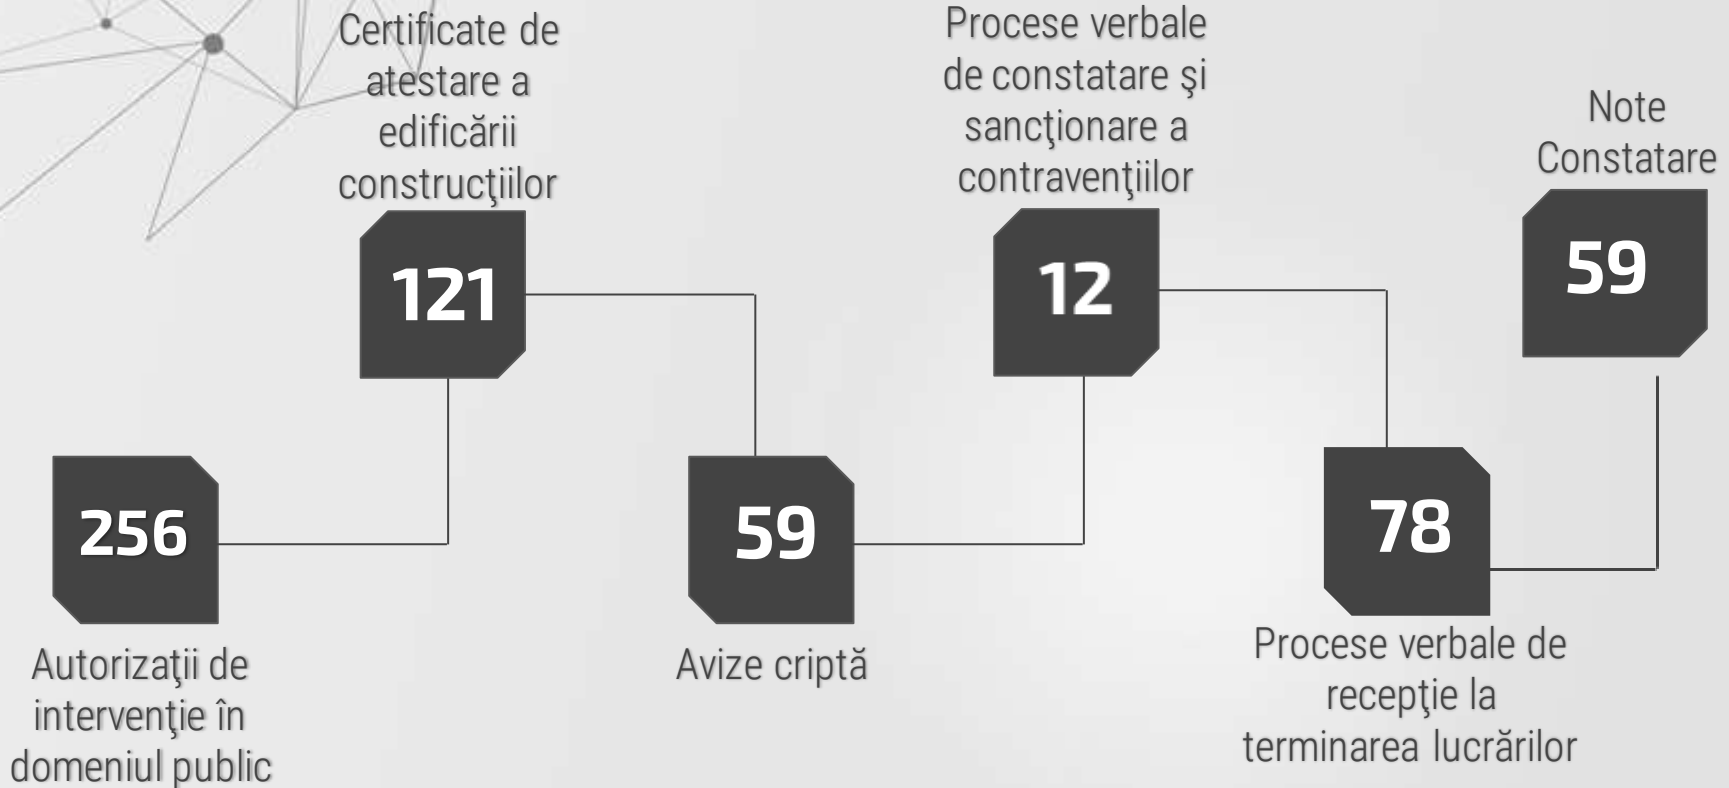 Certificate de
atestare a
edificării
construcţiilor
121
Procese verbale
de constatare şi
sancţionare a
contravenţiilor
12
Note
Constatare
59
256
Autorizaţii de
intervenţie în
domeniul public
59
Avize criptă
78
Procese verbale de
recepţie la
terminarea lucrărilor